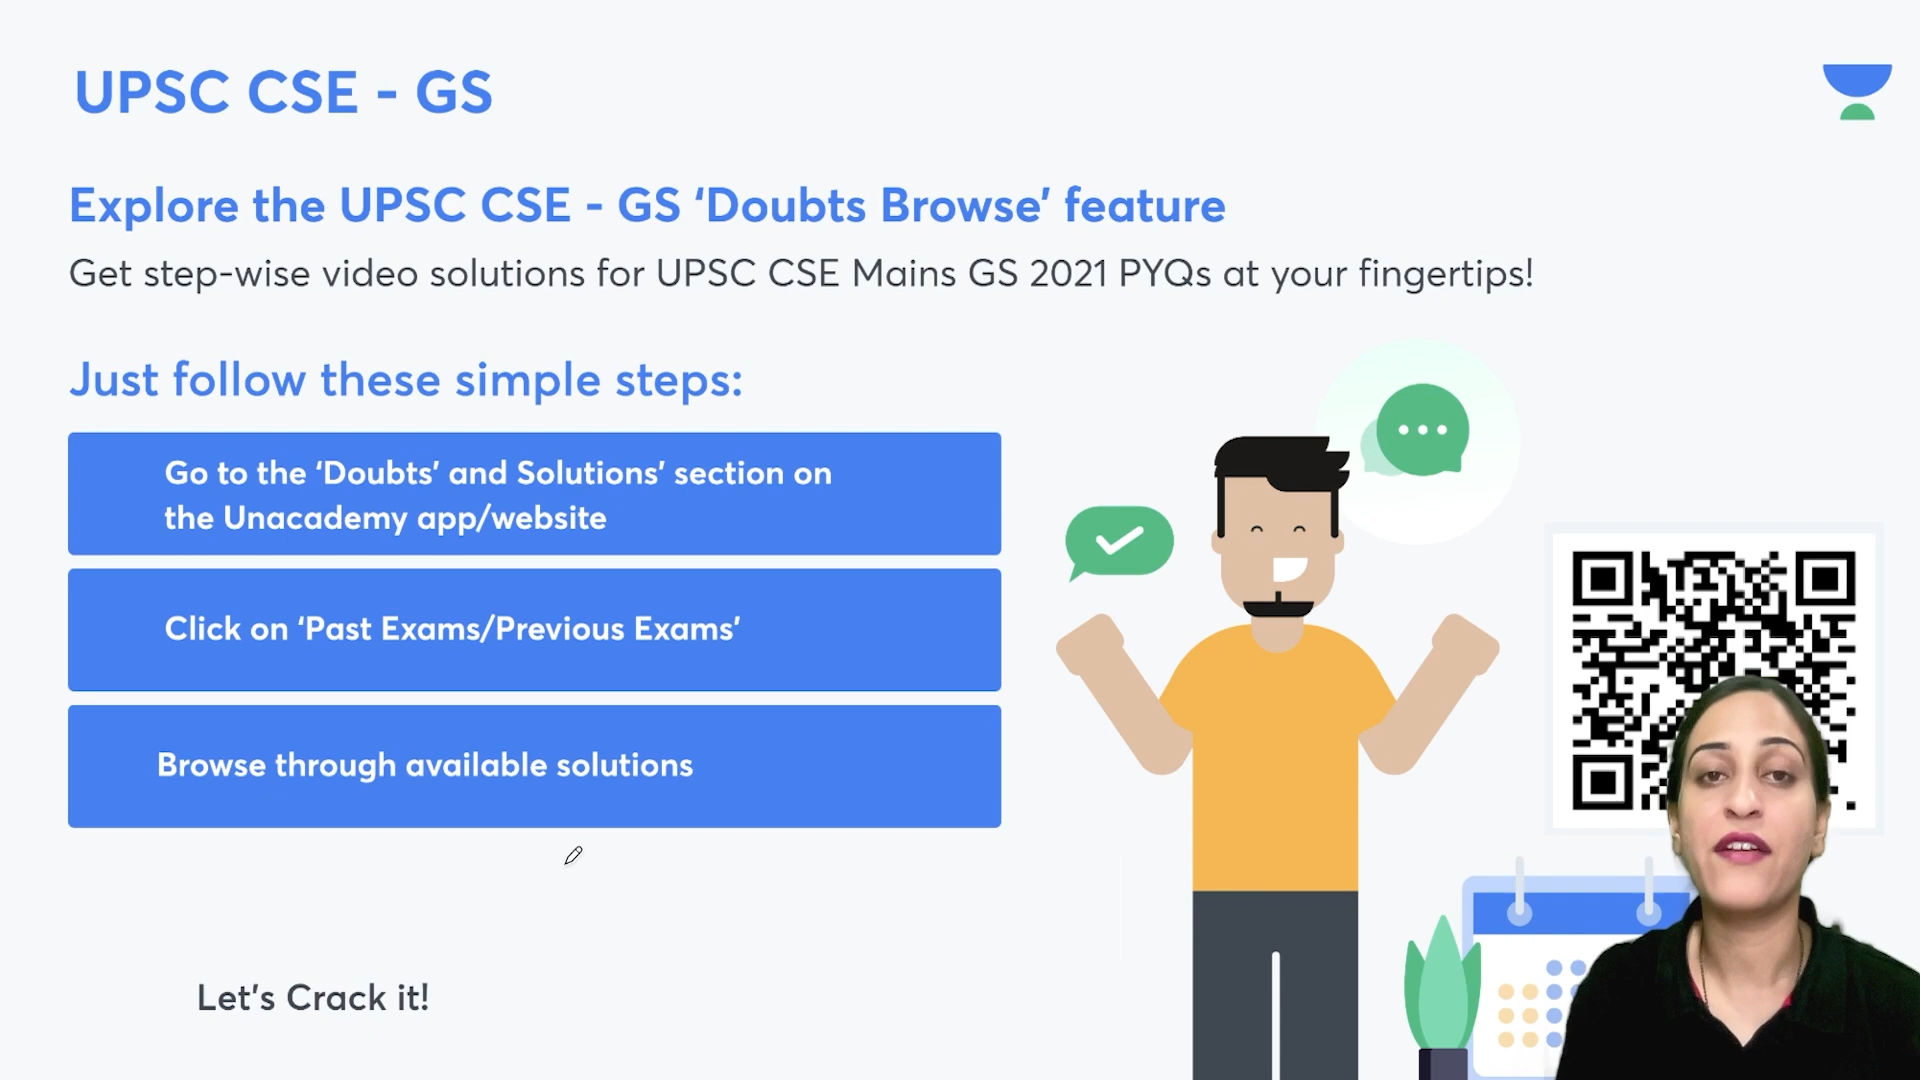 UPSC CSE - GS
Explore the UPSC CSE - GS ‘Doubts Browse’ feature
Get step-wise video solutions for UPSC CSE Mains GS 2021 PYQs at your fingertips!
Just follow these simple steps:
Go to the ‘Doubts’ and Solutions’ section on
the Unacademy app/website
Click on ‘Past Exams/Previous Exams’
Browse through available solutions
Let’s Crack it!